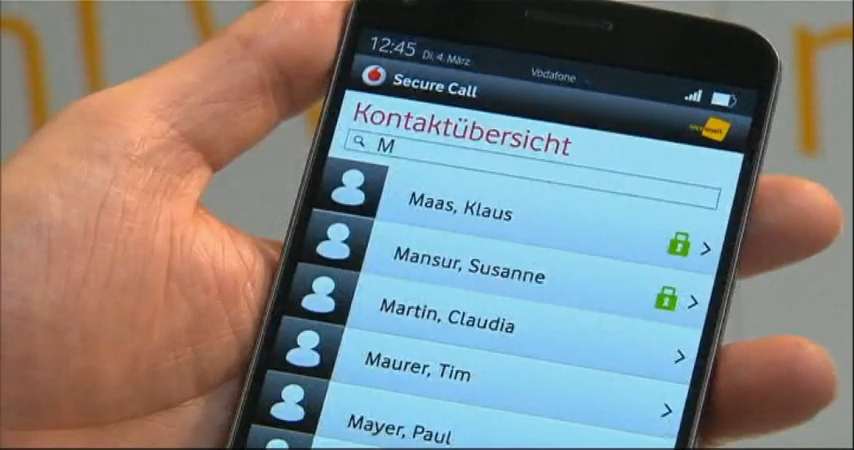 12:45 Di, 4. März Vodafone
Secure Call
Kontaktübersicht
M
Maas, Klaus
Mansur, Susanne
Martin, Claudia
Maurer, Tim
Mayer, Paul